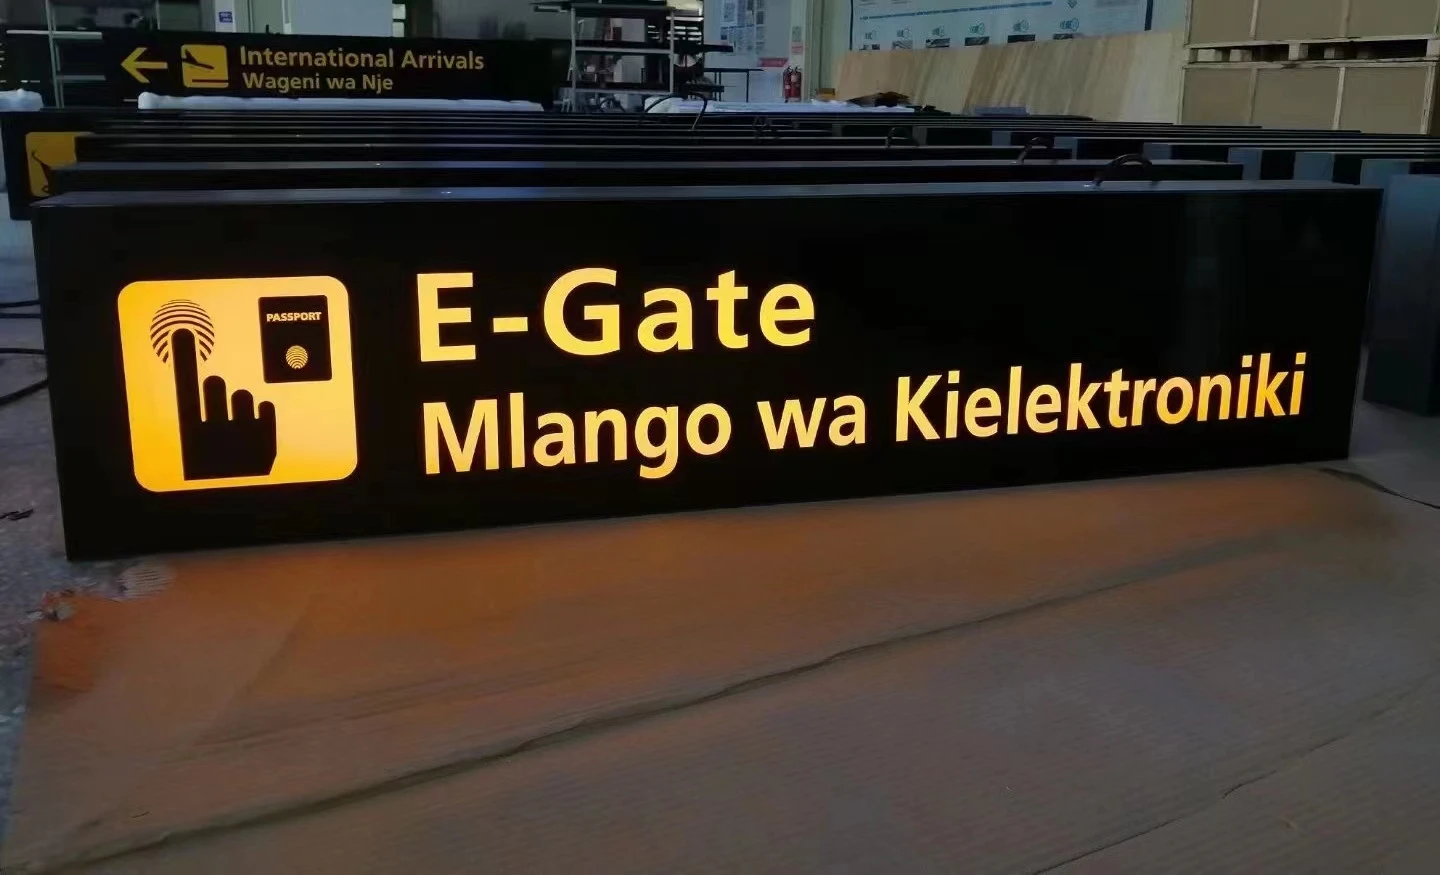 International Arrivals
Wageni wa Nje
PASSPORT
E-Gate
Mlango wa Kielektroniki